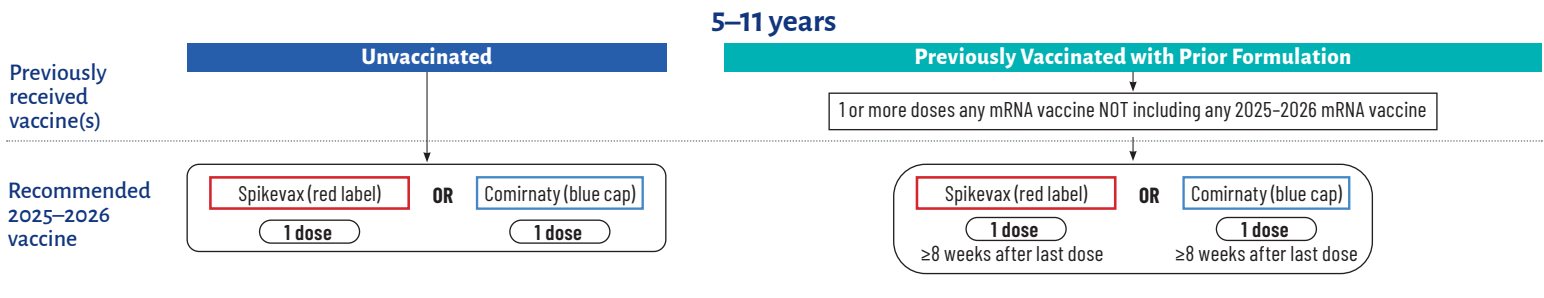 5–11 years
Unvaccinated
Previously Vaccinated with Prior Formulation
Previously
received
vaccine(s)
1 or more doses any mRNA vaccine NOT including any 2025–2026 mRNA vaccine
Recommended
2025–2026
vaccine
Spikevax (red label) OR Comirnaty (blue cap)
1 dose 1 dose
Spikevax (red label) OR Comirnaty (blue cap)
1 dose 1 dose
≥8 weeks after last dose ≥8 weeks after last dose